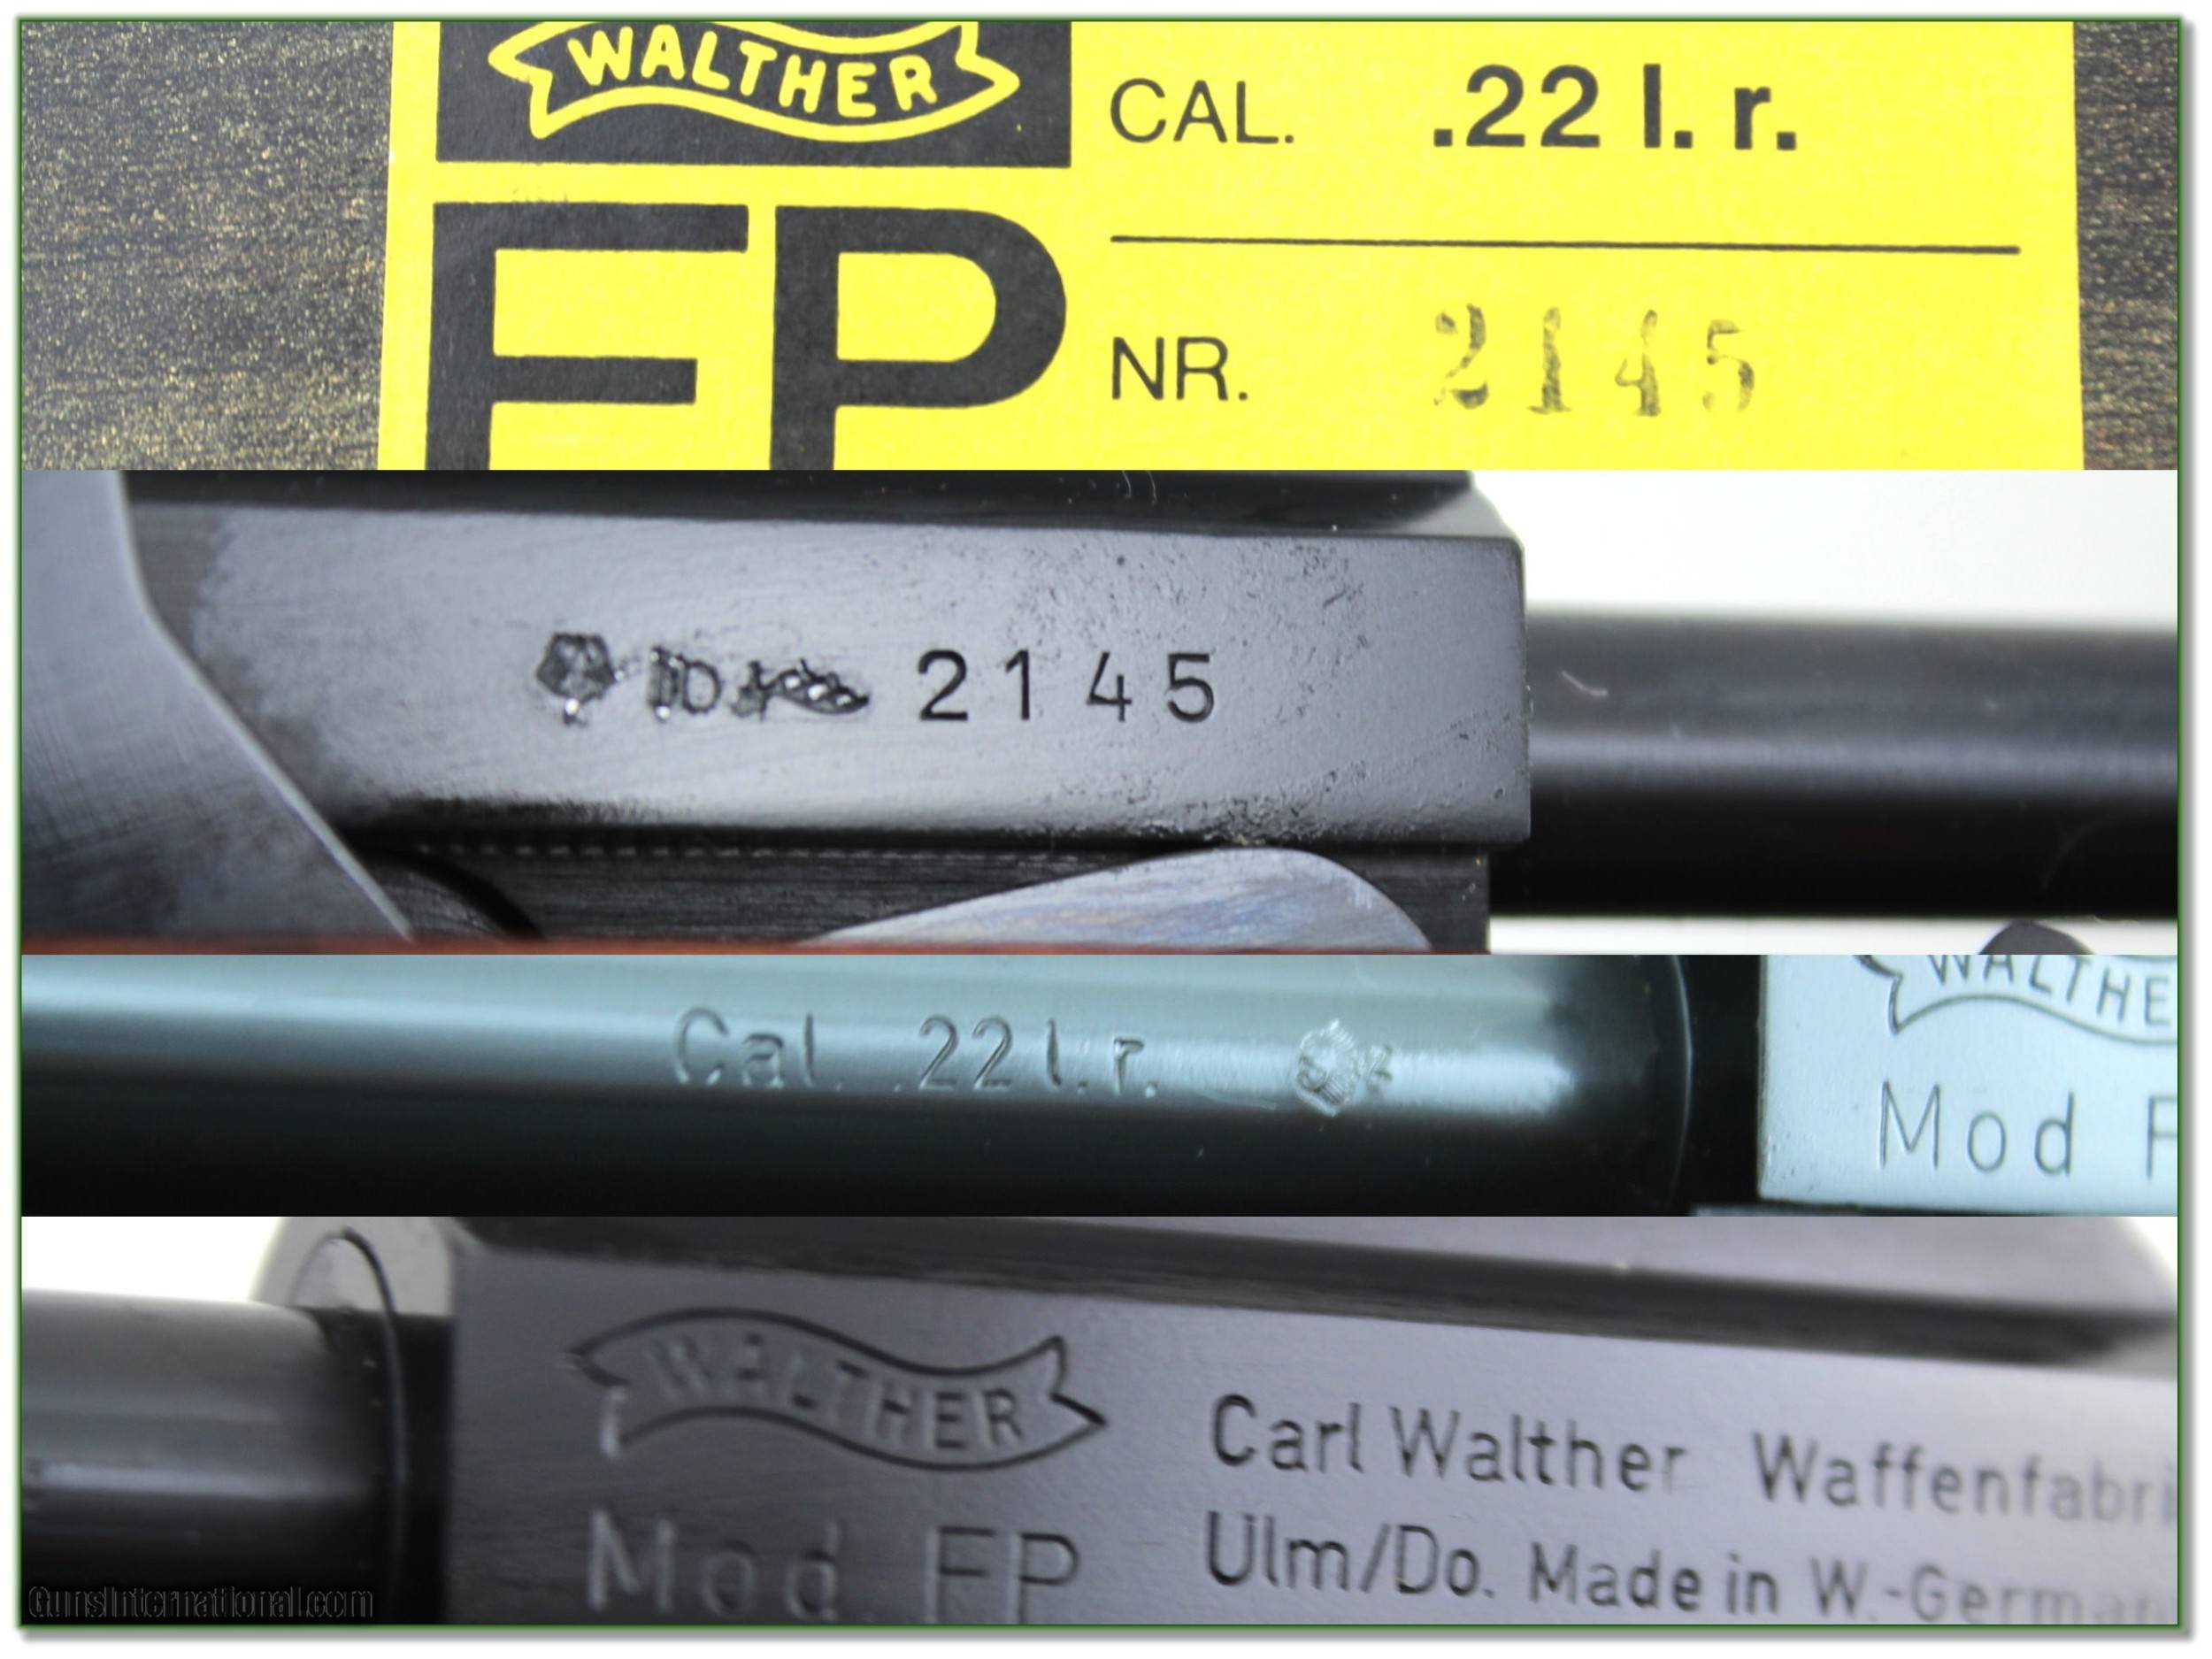 WALTHER
CAL. .22 l. r.
FP
NR. 2145
2145
Cal. .22 l.r.
WALTHE
Mod F
WALTHER
Carl Walther Waffenfabri
Mod FP
Ulm/Do. Made in W.-German
GunsInternational.com